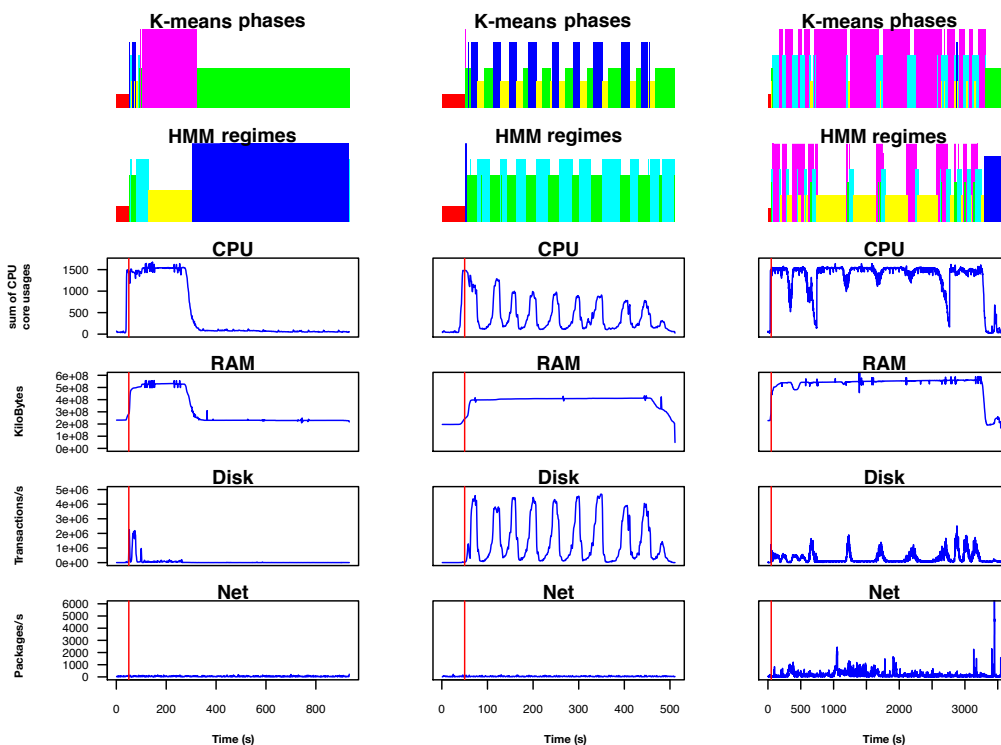 K-means phases K-means phases K-means phases
HMM regimes HMM regimes HMM regimes
CPU CPU CPU
sum of CPU
core usages
1500
1000
500
0
RAM RAM RAM
KiloBytes
6e+08
5e+08
4e+08
3e+08
2e+08
1e+08
0e+00
Disk Disk Disk
Transactions/s
5e+06
4e+06
3e+06
2e+06
1e+06
0e+00
Net Net Net
Packages/s
6000
5000
4000
3000
2000
1000
0
0 200 400 600 800 0 100 200 300 400 500 0 500 1000 2000 3000
Time (s) Time (s) Time (s)